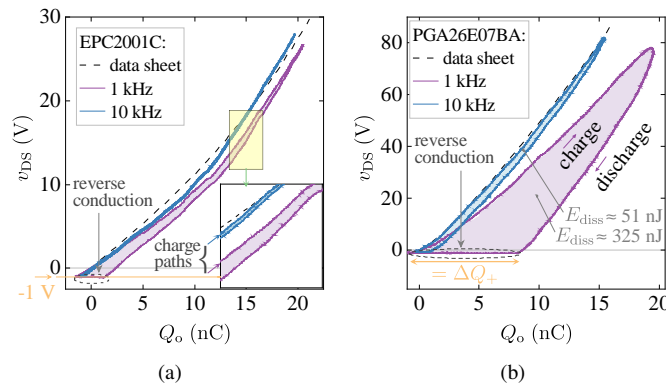 EPC2001C:
data sheet
1 kHz
10 kHz
30
20
10
0
-1 V
v_DS (V)
reverse
conduction
charge
paths
0
5
10
15
20
Q_o (nC)
(a)
PGA26E07BA:
data sheet
1 kHz
10 kHz
80
60
40
20
0
v_DS (V)
reverse
conduction
charge
discharge
E_diss ≈ 51 nJ
E_diss ≈ 325 nJ
= ΔQ_+
0
5
10
15
20
Q_o (nC)
(b)